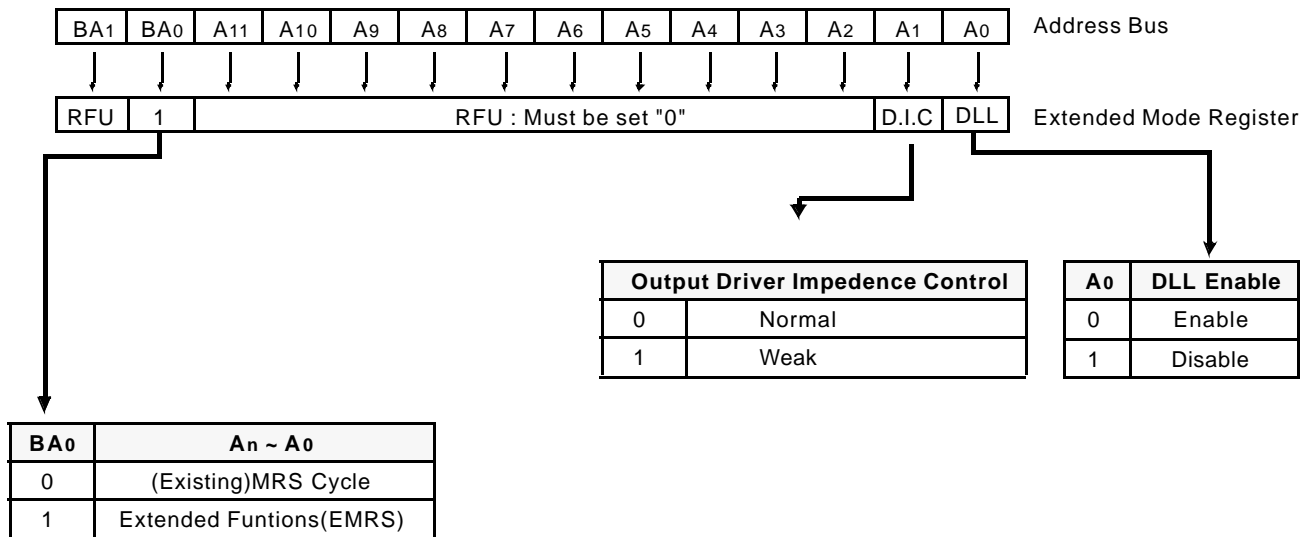 BA1 BA0 A11 A10 A9 A8 A7 A6 A5 A4 A3 A2 A1 A0 Address Bus
RFU 1 RFU : Must be set "0" D.I.C DLL Extended Mode Register
Output Driver Impedence Control
0 Normal
1 Weak
A0 DLL Enable
0 Enable
1 Disable
BA0 An ~ A0
0 (Existing)MRS Cycle
1 Extended Funtions(EMRS)